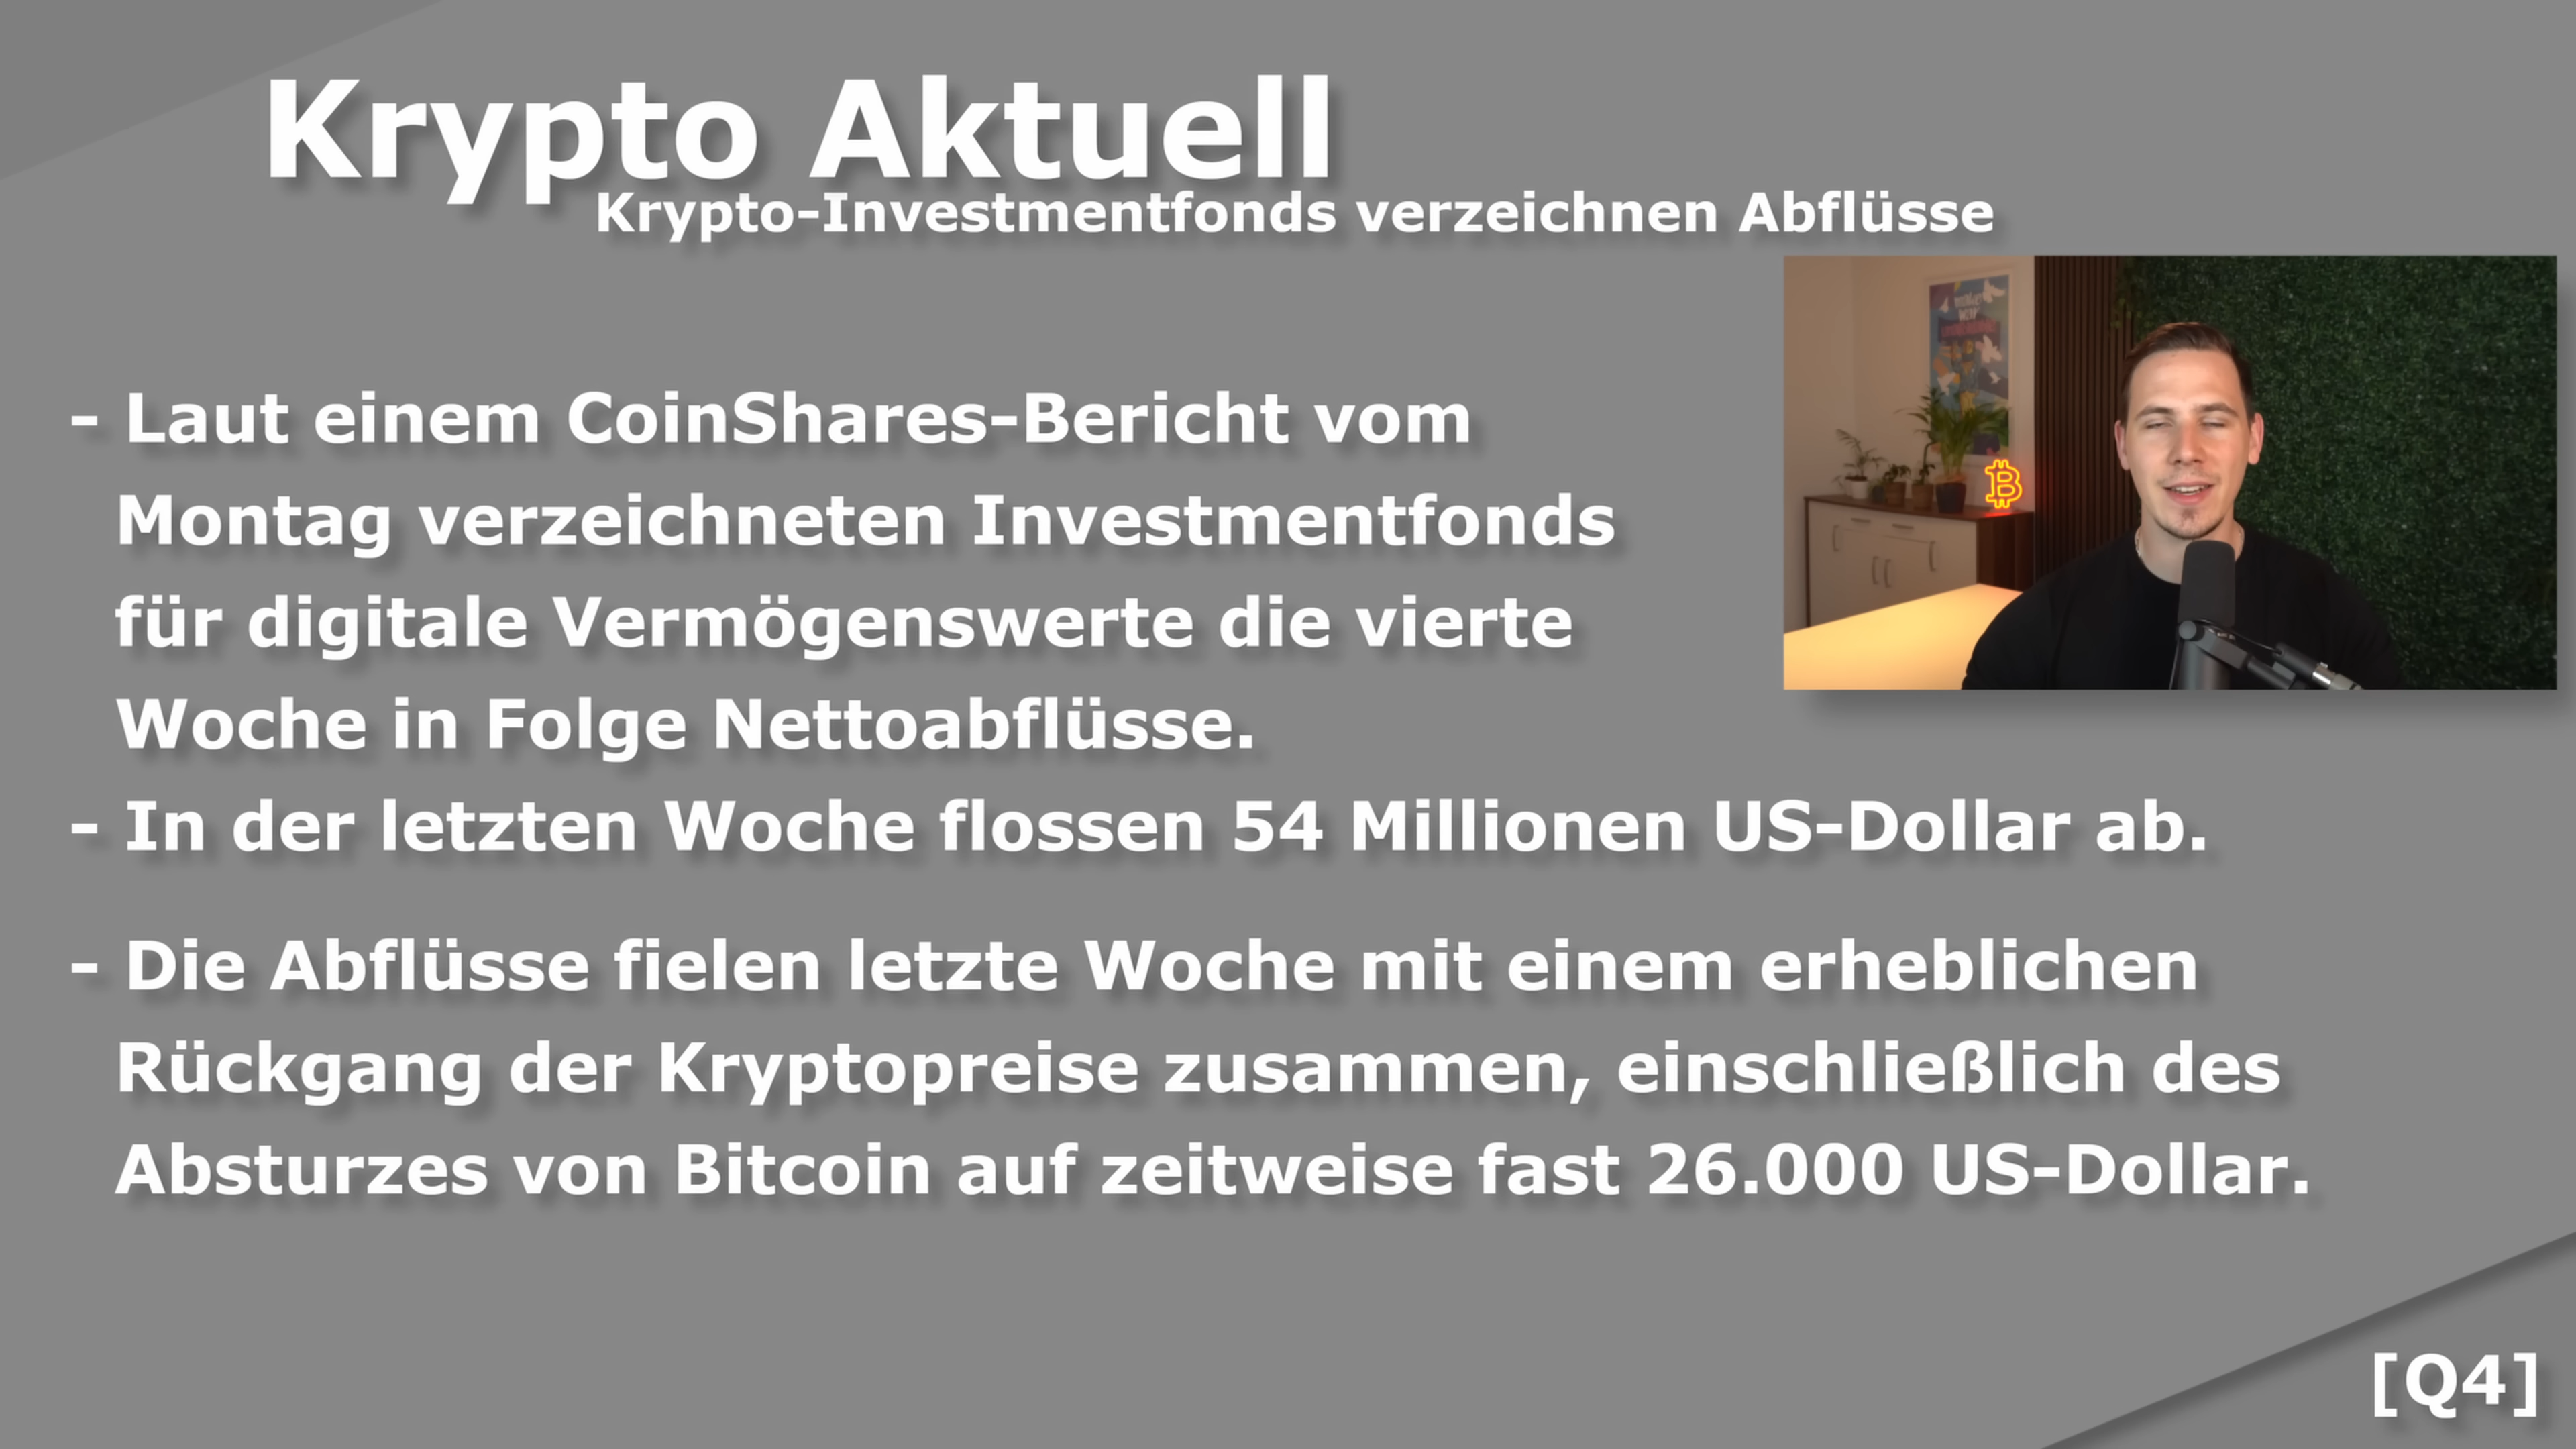 Krypto Aktuell
Krypto-Investmentfonds verzeichnen Abflüsse
- Laut einem CoinShares-Bericht vom
Montag verzeichneten Investmentfonds
für digitale Vermögenswerte die vierte
Woche in Folge Nettoabflüsse.
- In der letzten Woche flossen 54 Millionen US-Dollar ab.
- Die Abflüsse fielen letzte Woche mit einem erheblichen
Rückgang der Kryptopreise zusammen, einschließlich des
Absturzes von Bitcoin auf zeitweise fast 26.000 US-Dollar.
[Q4]